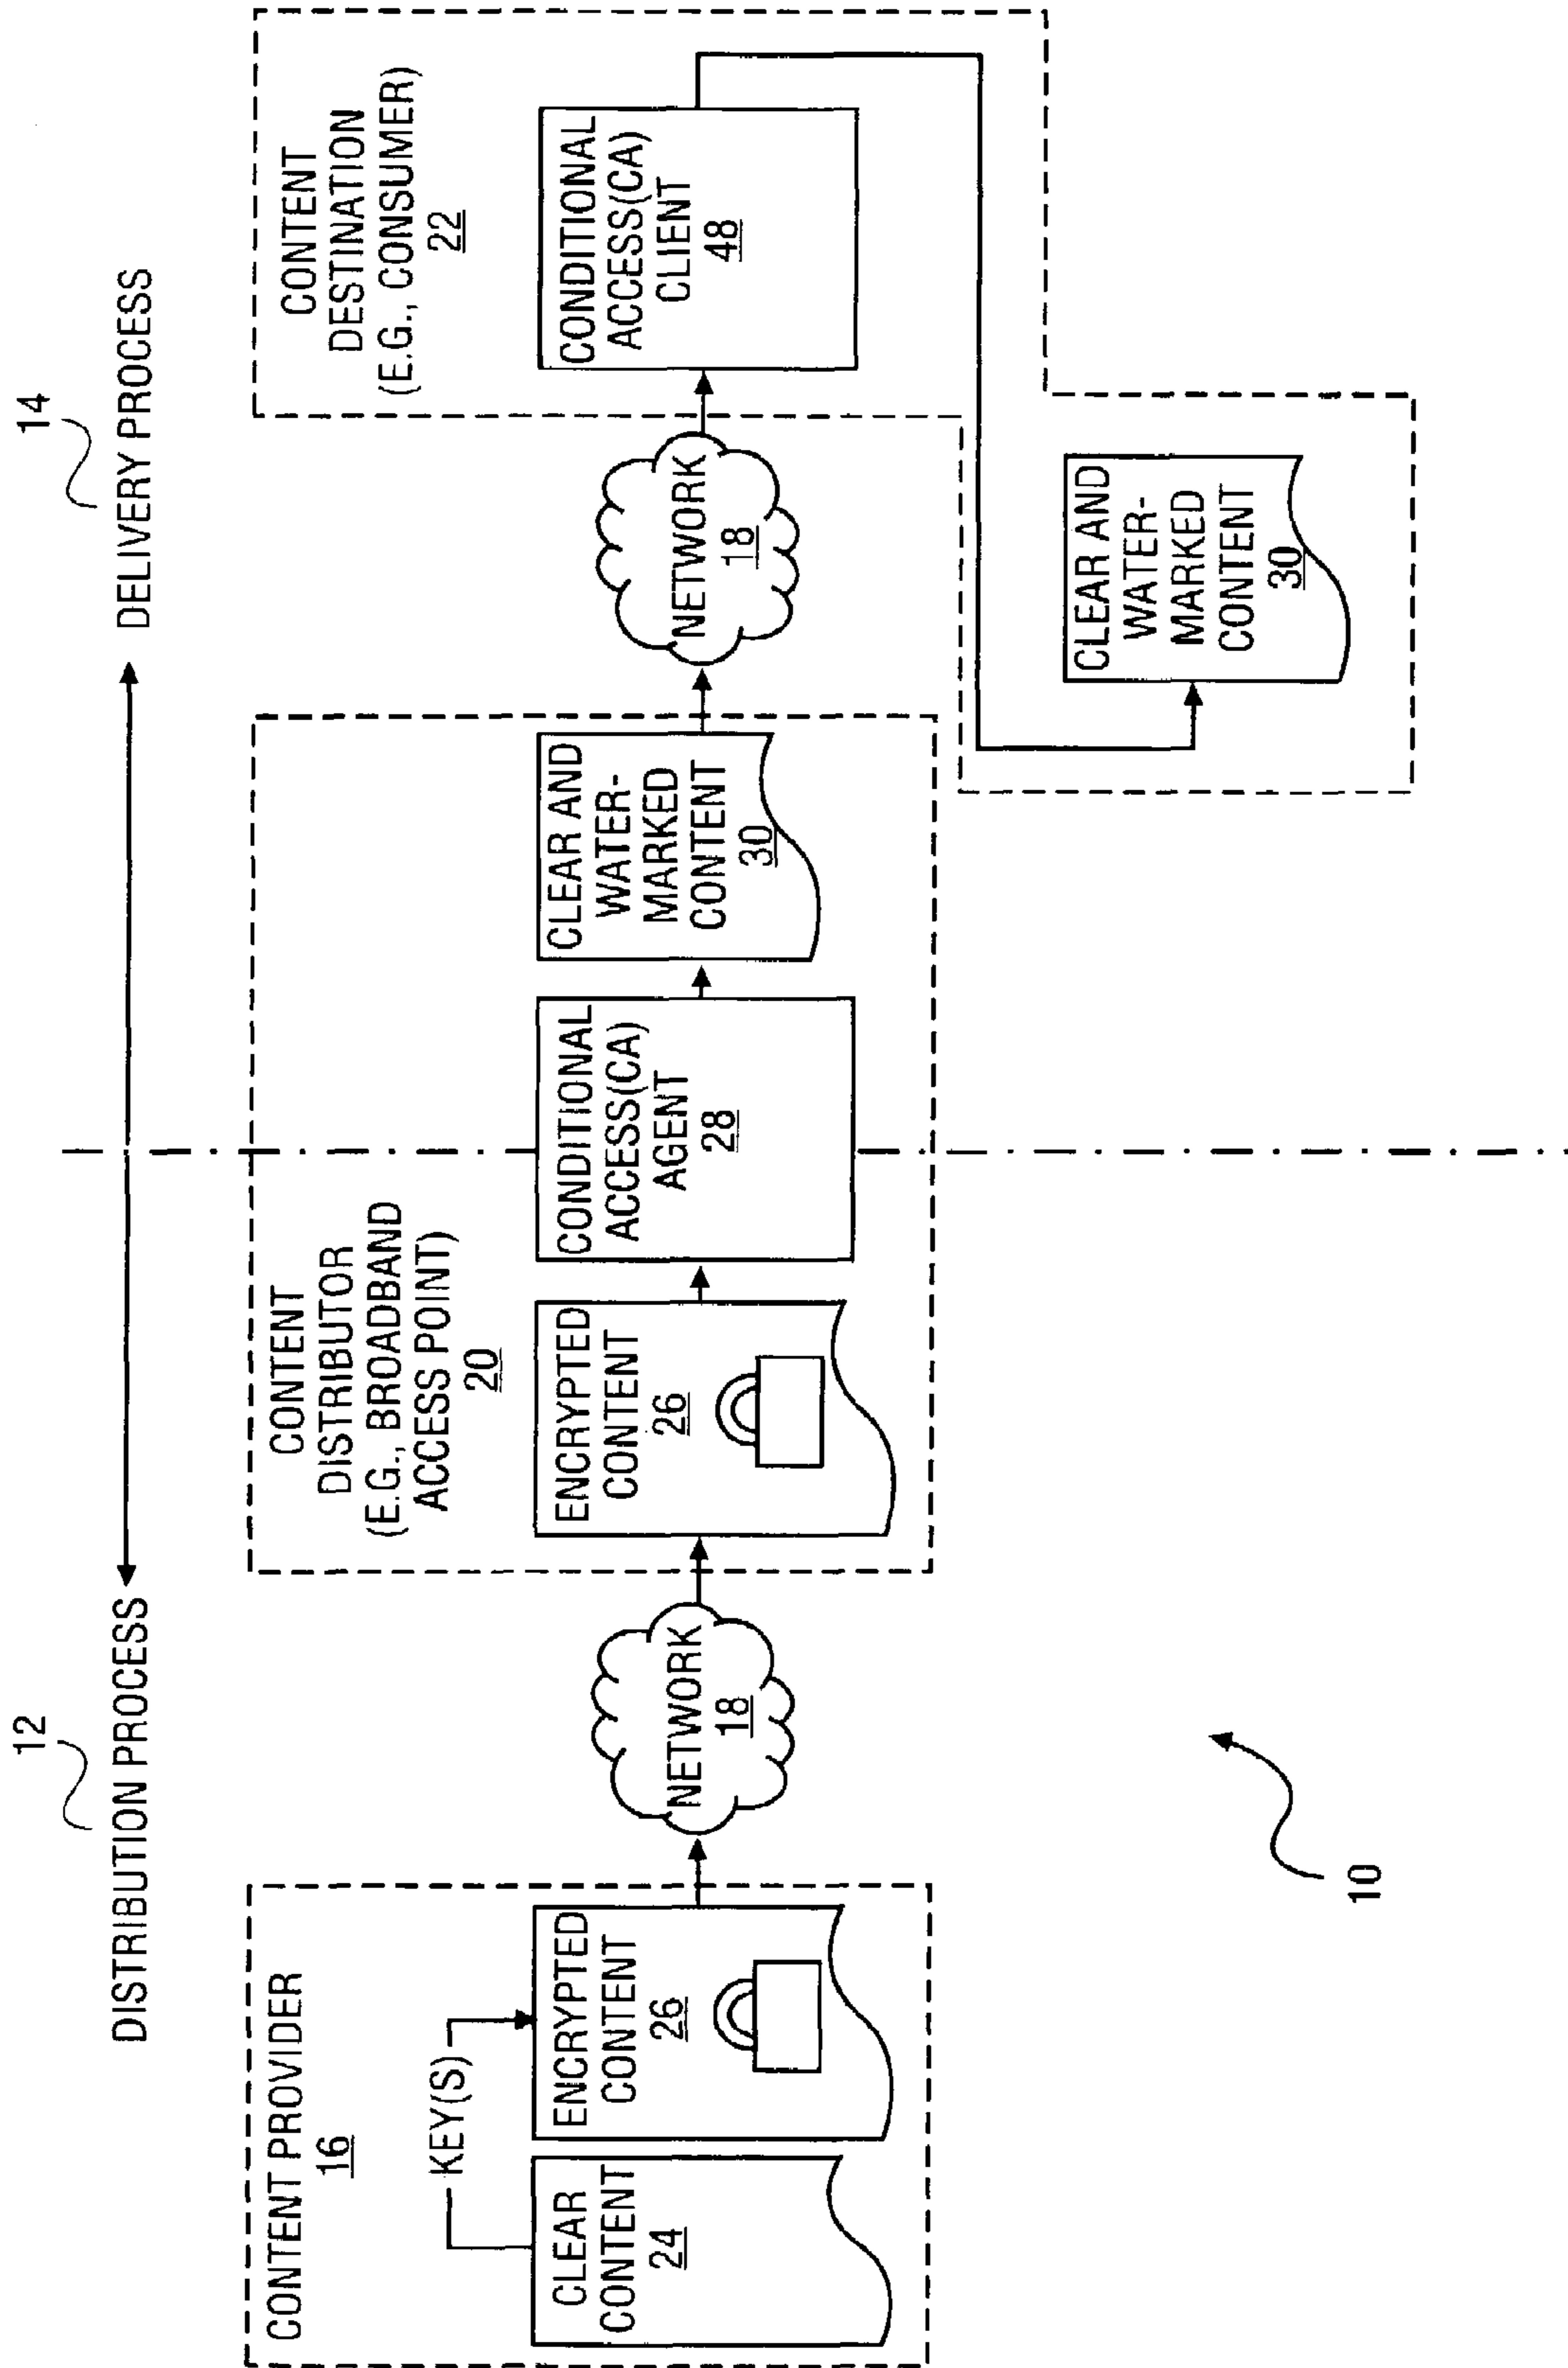 12
DISTRIBUTION PROCESS
14
DELIVERY PROCESS
CONTENT PROVIDER
16
KEY(S)
CLEAR
CONTENT
24
ENCRYPTED
CONTENT
26
NETWORK
18
CONTENT
DISTRIBUTOR
(E.G., BROADBAND
ACCESS POINT)
20
ENCRYPTED
CONTENT
26
CONDITIONAL
ACCESS(CA)
AGENT
28
CLEAR AND
WATER-
MARKED
CONTENT
30
NETWORK
18
CONTENT
DESTINATION
(E.G., CONSUMER)
22
CONDITIONAL
ACCESS(CA)
CLIENT
48
CLEAR AND
WATER-
MARKED
CONTENT
30
10